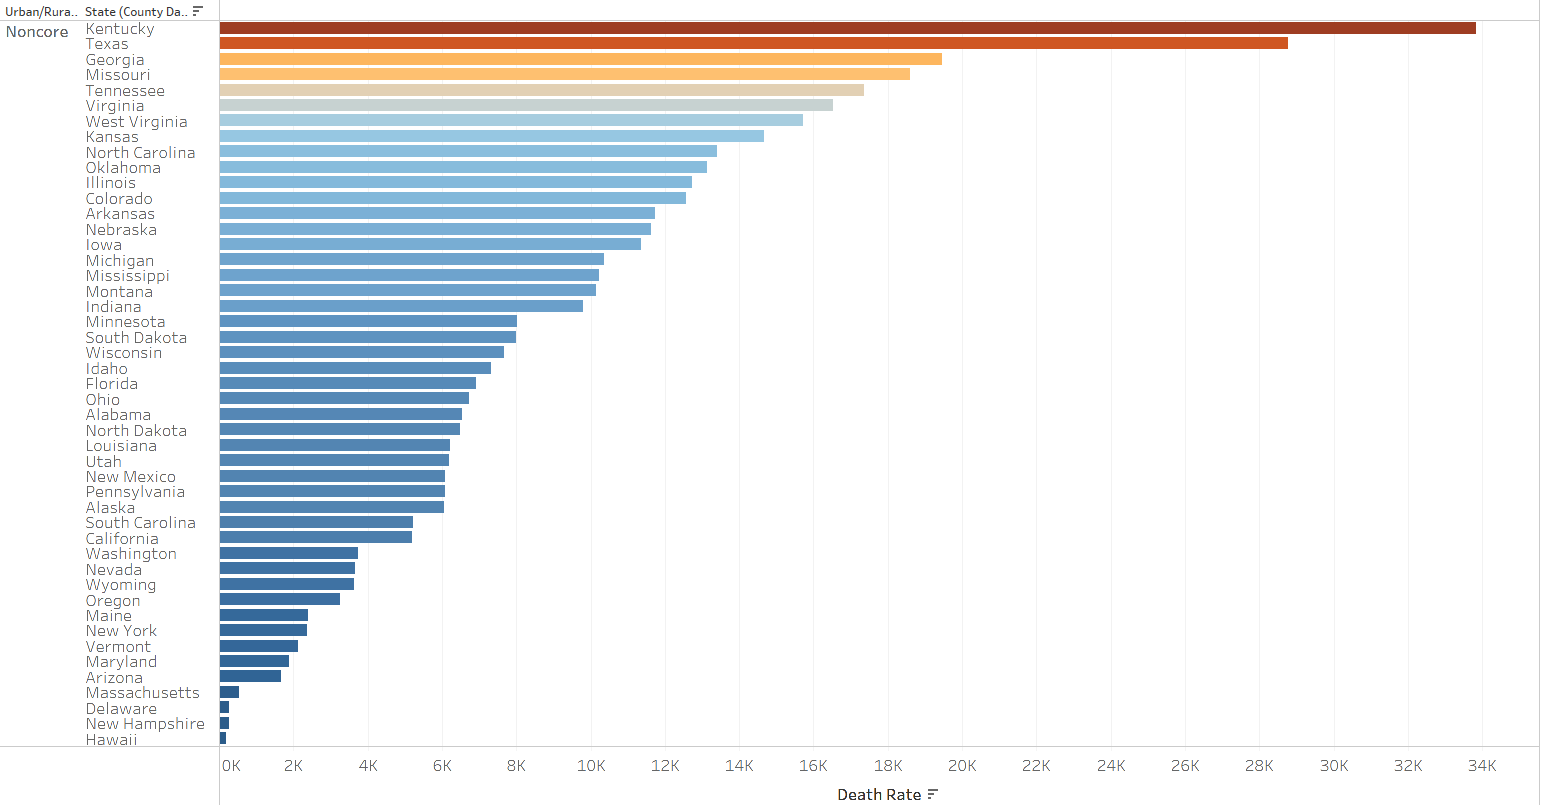 Urban/Rura.. State (County Da..
Noncore Kentucky
Texas
Georgia
Missouri
Tennessee
Virginia
West Virginia
Kansas
North Carolina
Oklahoma
Illinois
Colorado
Arkansas
Nebraska
Iowa
Michigan
Mississippi
Montana
Indiana
Minnesota
South Dakota
Wisconsin
Idaho
Florida
Ohio
Alabama
North Dakota
Louisiana
Utah
New Mexico
Pennsylvania
Alaska
South Carolina
California
Washington
Nevada
Wyoming
Oregon
Maine
New York
Vermont
Maryland
Arizona
Massachusetts
Delaware
New Hampshire
Hawaii
0K 2K 4K 6K 8K 10K 12K 14K 16K 18K 20K 22K 24K 26K 28K 30K 32K 34K
Death Rate